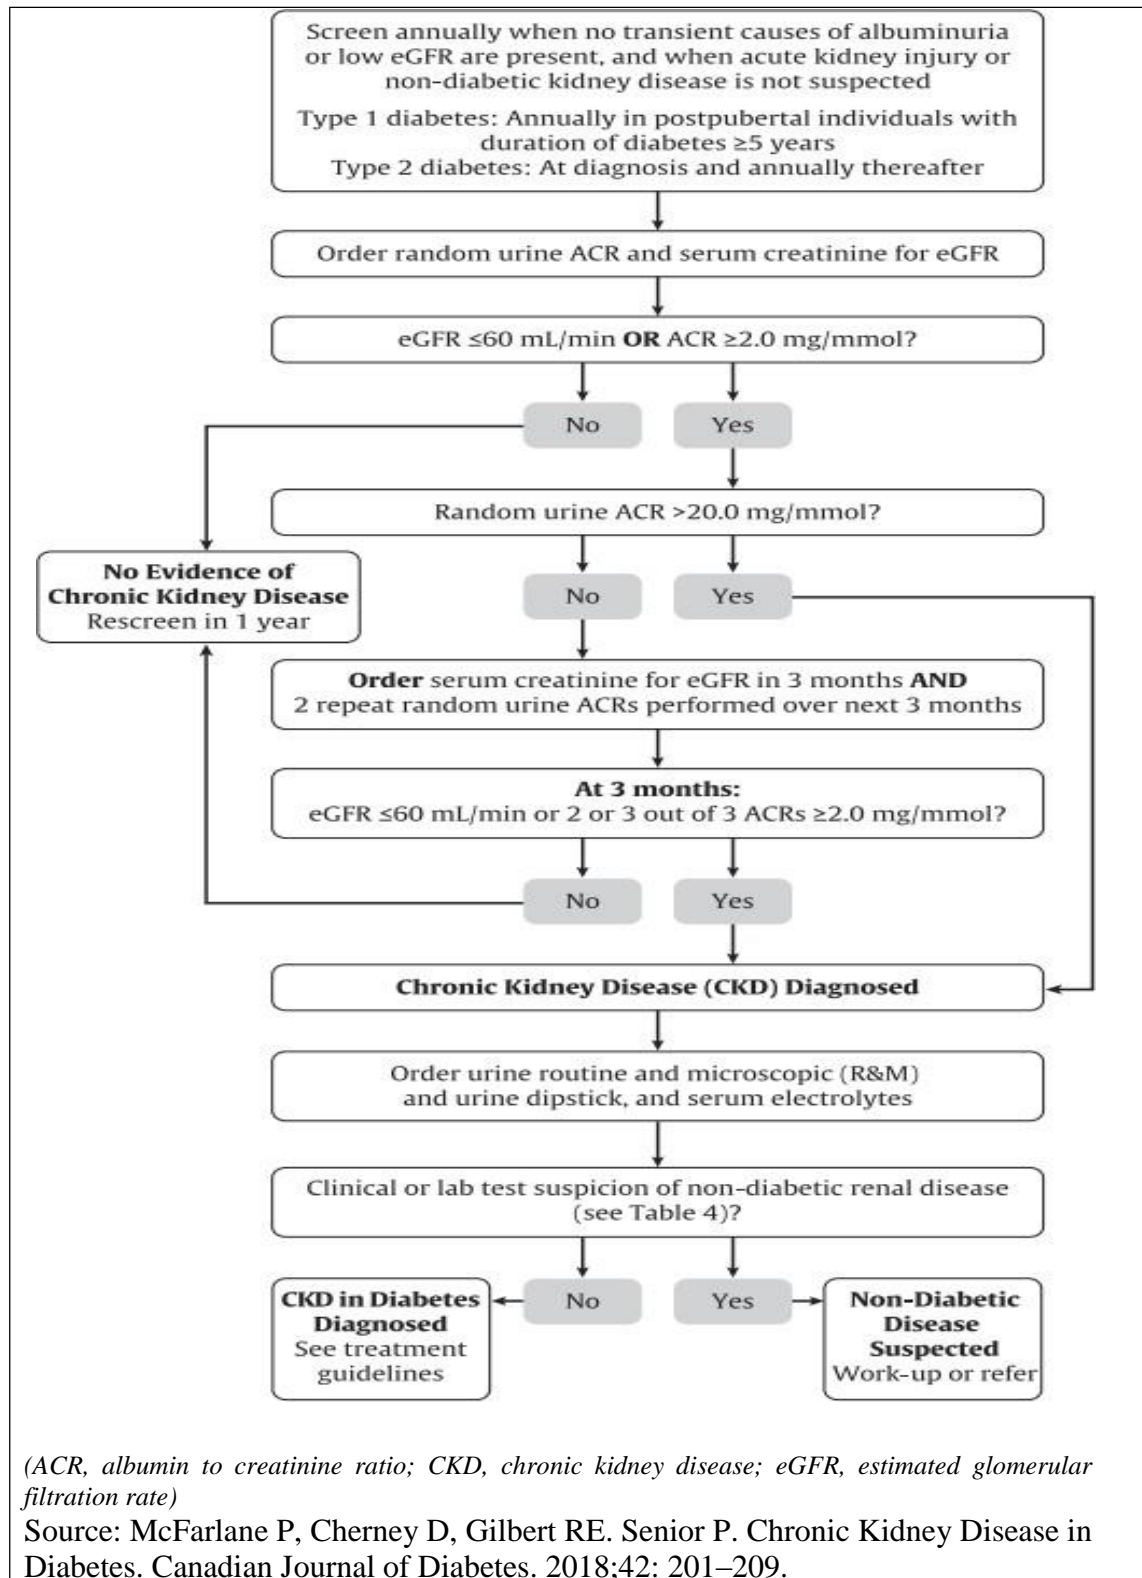 Screen annually when no transient causes of albuminuria
or low eGFR are present, and when acute kidney injury or
non-diabetic kidney disease is not suspected
Type 1 diabetes: Annually in postpubertal individuals with
duration of diabetes ≥5 years
Type 2 diabetes: At diagnosis and annually thereafter
Order random urine ACR and serum creatinine for eGFR
eGFR ≤60 mL/min OR ACR ≥2.0 mg/mmol?
No
Yes
Random urine ACR >20.0 mg/mmol?
No Evidence of
Chronic Kidney Disease
Rescreen in 1 year
No
Yes
Order serum creatinine for eGFR in 3 months AND
2 repeat random urine ACRs performed over next 3 months
At 3 months:
eGFR ≤60 mL/min or 2 or 3 out of 3 ACRs ≥2.0 mg/mmol?
No
Yes
Chronic Kidney Disease (CKD) Diagnosed
Order urine routine and microscopic (R&M)
and urine dipstick, and serum electrolytes
Clinical or lab test suspicion of non-diabetic renal disease
(see Table 4)?
CKD in Diabetes
Diagnosed
See treatment
guidelines
No
Yes
Non-Diabetic
Disease
Suspected
Work-up or refer
(ACR, albumin to creatinine ratio; CKD, chronic kidney disease; eGFR, estimated glomerular
filtration rate)
Source: McFarlane P, Cherney D, Gilbert RE. Senior P. Chronic Kidney Disease in
Diabetes. Canadian Journal of Diabetes. 2018;42: 201–209.